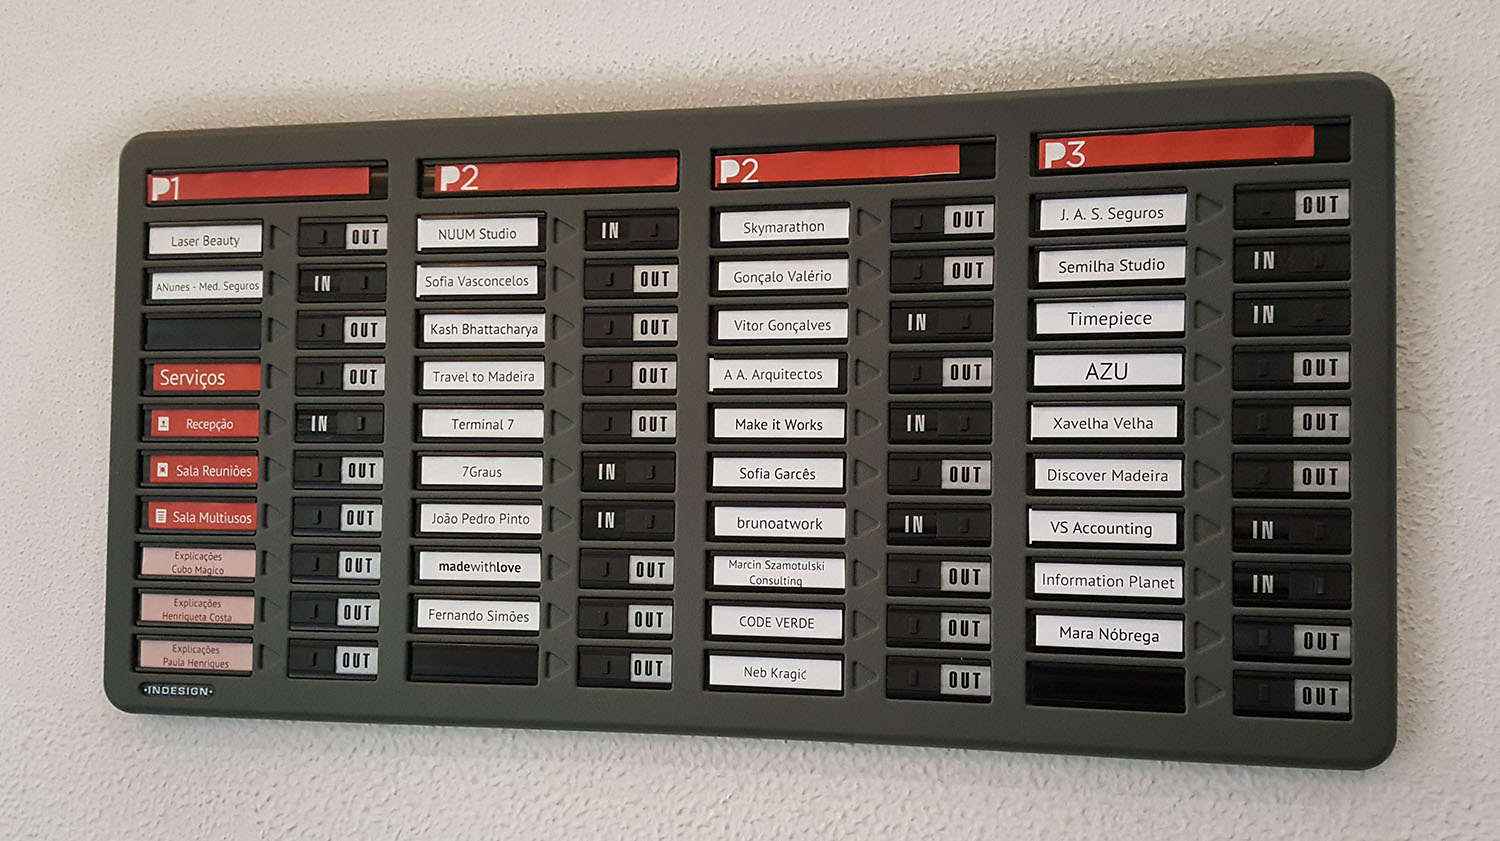 P1
Laser Beauty OUT
ANunes - Med. Seguros IN
OUT
Serviços OUT
Recepção IN
Sala Reuniões OUT
Sala Multiusos OUT
Explicações
Cubo Mágico OUT
Explicações
Henriqueta Costa OUT
Explicações
Paula Henriques OUT
INDESIGN
P2
NUUM Studio IN
Sofia Vasconcelos OUT
Kash Bhattacharya OUT
Travel to Madeira OUT
Terminal 7 OUT
7Graus IN
João Pedro Pinto IN
madewithlove OUT
Fernando Simões OUT
OUT
P2
Skymarathon OUT
Gonçalo Valério OUT
Vitor Gonçalves IN
A A. Arquitectos OUT
Make it Works IN
Sofia Garcês OUT
brunoatwork IN
Marcin Szamotulski
Consulting OUT
CODE VERDE OUT
Neb Kragic OUT
P3
J. A. S. Seguros OUT
Semilha Studio IN
Timepiece IN
AZU OUT
Xavelha Velha OUT
Discover Madeira OUT
VS Accounting IN
Information Planet IN
Mara Nóbrega OUT
OUT